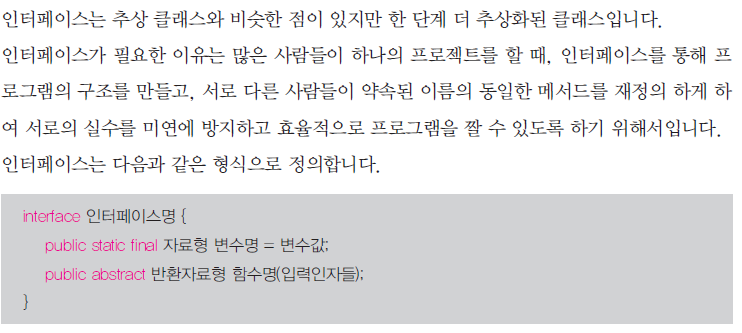 인터페이스는 추상 클래스와 비슷한 점이 있지만 한 단계 더 추상화된 클래스입니다.
인터페이스가 필요한 이유는 많은 사람들이 하나의 프로젝트를 할 때, 인터페이스를 통해 프
로그램의 구조를 만들고, 서로 다른 사람들이 약속된 이름의 동일한 메서드를 재정의 하게 하
여 서로의 실수를 미연에 방지하고 효율적으로 프로그램을 짤 수 있도록 하기 위해서입니다.
인터페이스는 다음과 같은 형식으로 정의합니다.
interface 인터페이스명 {
public static final 자료형 변수명 = 변수값;
public abstract 반환자료형 함수명(입력인자들);
}